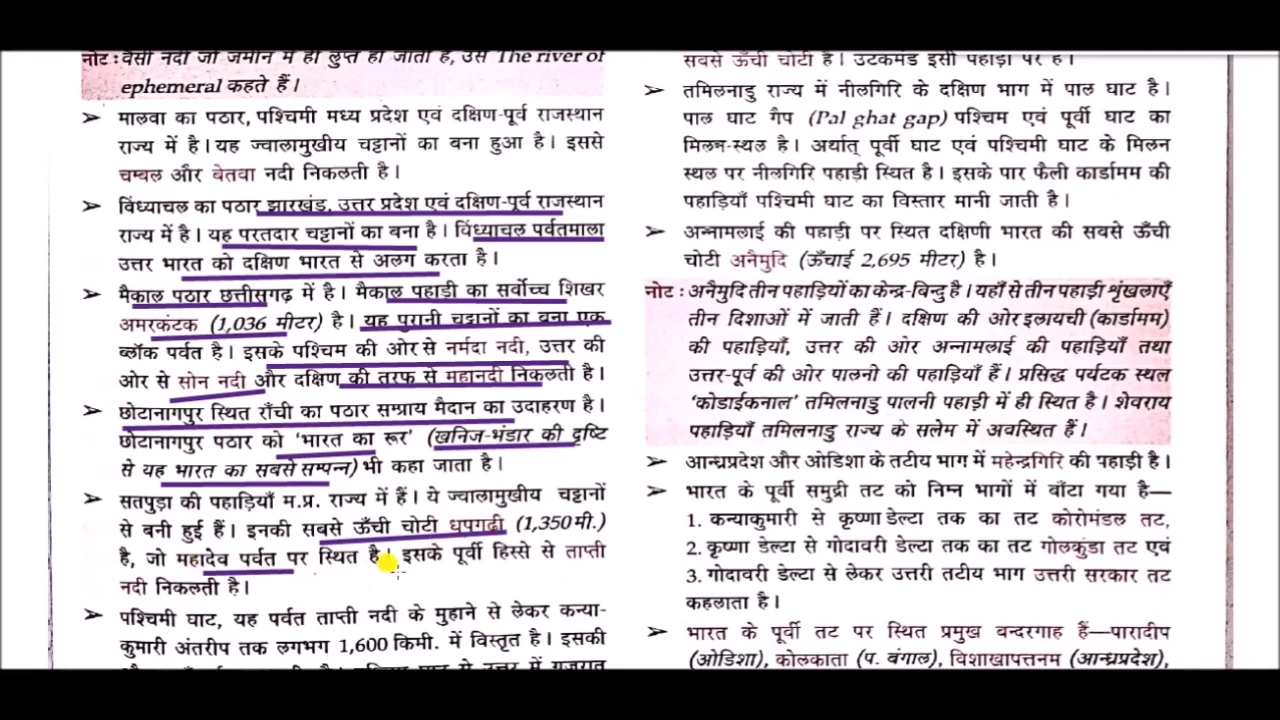 नोट : वैसी नदी जो जमीन में ही लुप्त हो जाती है, उसे The river of
ephemeral कहते हैं।
➢ मालवा का पठार, पश्चिमी मध्य प्रदेश एवं दक्षिण-पूर्व राजस्थान
राज्य में है। यह ज्वालामुखीय चट्टानों का बना हुआ है। इससे
चम्बल और बेतवा नदी निकलती है।
➢ विंध्याचल का पठार झारखंड, उत्तर प्रदेश एवं दक्षिण-पूर्व राजस्थान
राज्य में है। यह परतदार चट्टानों का बना है। विंध्याचल पर्वतमाला
उत्तर भारत को दक्षिण भारत से अलग करता है।
➢ मैकाल पठार छत्तीसगढ़ में है। मैकाल पहाड़ी का सर्वोच्च शिखर
अमरकंटक (1,036 मीटर) है। यह पुरानी चट्टानों का बना एक
ब्लॉक पर्वत है। इसके पश्चिम की ओर से नर्मदा नदी, उत्तर की
ओर से सोन नदी और दक्षिण की तरफ से महानदी निकलती है।
➢ छोटानागपुर स्थित राँची का पठार सम्प्राय मैदान का उदाहरण है।
छोटानागपुर पठार को 'भारत का रूर' (खनिज-भंडार की दृष्टि
से यह भारत का सबसे सम्पन्न) भी कहा जाता है।
➢ सतपुड़ा की पहाड़ियाँ म.प्र. राज्य में हैं। ये ज्वालामुखीय चट्टानों
से बनी हुई हैं। इनकी सबसे ऊँची चोटी धूपगढ़ी (1,350 मी.)
है, जो महादेव पर्वत पर स्थित है। इसके पूर्वी हिस्से से ताप्ती
नदी निकलती है।
➢ पश्चिमी घाट, यह पर्वत ताप्ती नदी के मुहाने से लेकर कन्या-
कुमारी अंतरीप तक लगभग 1,600 किमी. में विस्तृत है। इसकी
सबसे ऊँची चोटी है। उटकमंड इसी पहाड़ी पर है।
➢ तमिलनाडु राज्य में नीलगिरि के दक्षिण भाग में पाल घाट है।
पाल घाट गैप (Pal ghat gap) पश्चिम एवं पूर्वी घाट का
मिलन-स्थल है। अर्थात् पूर्वी घाट एवं पश्चिमी घाट के मिलन
स्थल पर नीलगिरि पहाड़ी स्थित है। इसके पार फैली कार्डामम की
पहाड़ियाँ पश्चिमी घाट का विस्तार मानी जाती है।
➢ अन्नामलाई की पहाड़ी पर स्थित दक्षिणी भारत की सबसे ऊँची
चोटी अनैमुदि (ऊँचाई 2,695 मीटर) है।
नोट : अनैमुदि तीन पहाड़ियों का केन्द्र-विन्दु है। यहाँ से तीन पहाड़ी शृंखलाएँ
तीन दिशाओं में जाती हैं। दक्षिण की ओर इलायची (कार्डामम)
की पहाड़ियाँ, उत्तर की ओर अन्नामलाई की पहाड़ियाँ तथा
उत्तर-पूर्व की ओर पालनी की पहाड़ियाँ हैं। प्रसिद्ध पर्यटक स्थल
'कोडाईकनाल' तमिलनाडु पालनी पहाड़ी में ही स्थित है। शेवराय
पहाड़ियाँ तमिलनाडु राज्य के सलेम में अवस्थित हैं।
➢ आन्ध्रप्रदेश और ओडिशा के तटीय भाग में महेन्द्रगिरि की पहाड़ी है।
➢ भारत के पूर्वी समुद्री तट को निम्न भागों में बाँटा गया है—
1. कन्याकुमारी से कृष्णा डेल्टा तक का तट कोरोमंडल तट,
2. कृष्णा डेल्टा से गोदावरी डेल्टा तक का तट गोलकुंडा तट एवं
3. गोदावरी डेल्टा से लेकर उत्तरी तटीय भाग उत्तरी सरकार तट
कहलाता है।
➢ भारत के पूर्वी तट पर स्थित प्रमुख बन्दरगाह हैं—पारादीप
(ओडिशा), कोलकाता (प. बंगाल), विशाखापत्तनम (आन्ध्रप्रदेश),